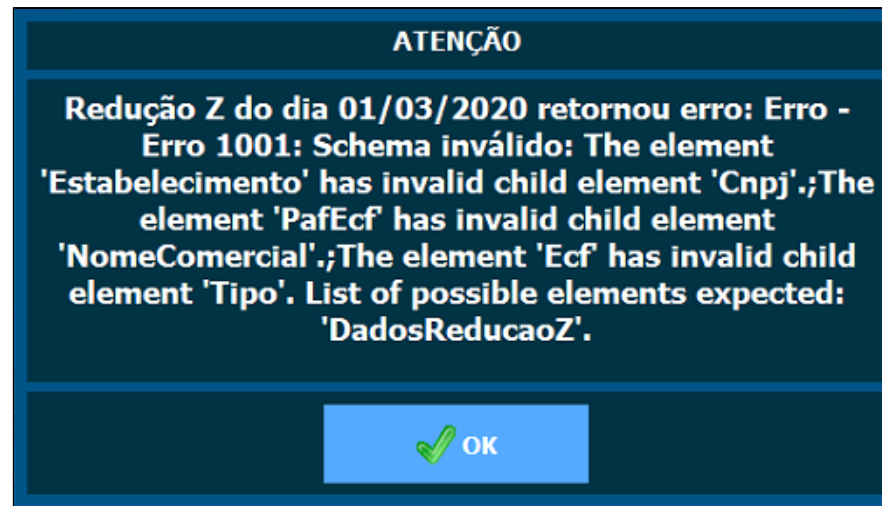 ATENÇÃO
Redução Z do dia 01/03/2020 retornou erro: Erro -
Erro 1001: Schema inválido: The element
'Estabelecimento' has invalid child element 'Cnpj'.;The
element 'PafEcf' has invalid child element
'NomeComercial'.;The element 'Ecf' has invalid child
element 'Tipo'. List of possible elements expected:
'DadosReducaoZ'.
OK